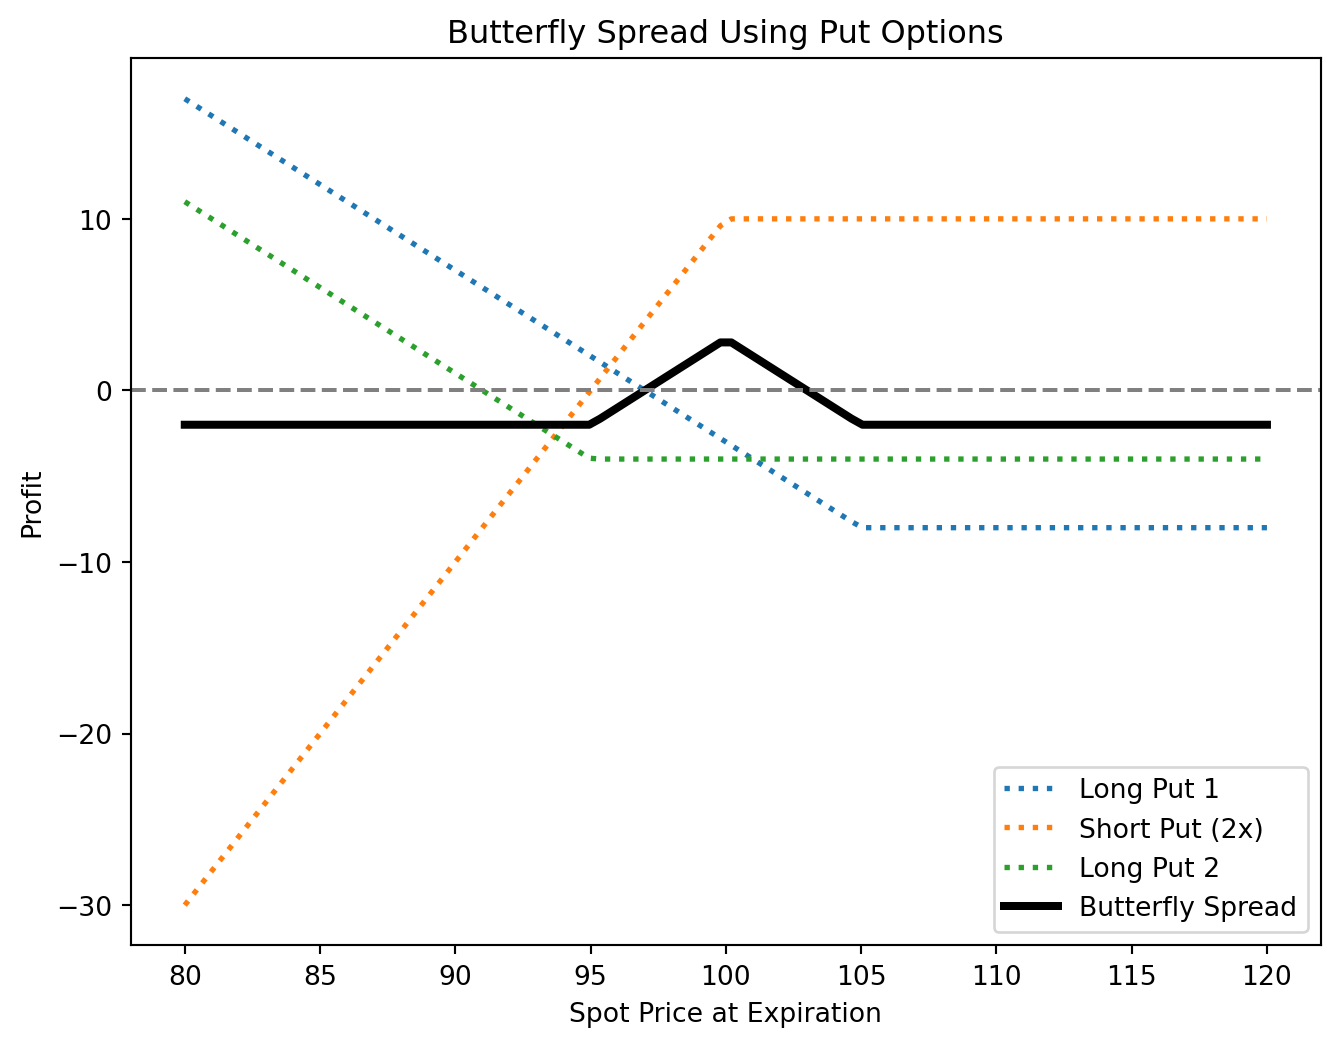 Butterfly Spread Using Put Options
Profit
10
0
−10
−20
−30
80 85 90 95 100 105 110 115 120
Spot Price at Expiration
Long Put 1
Short Put (2x)
Long Put 2
Butterfly Spread